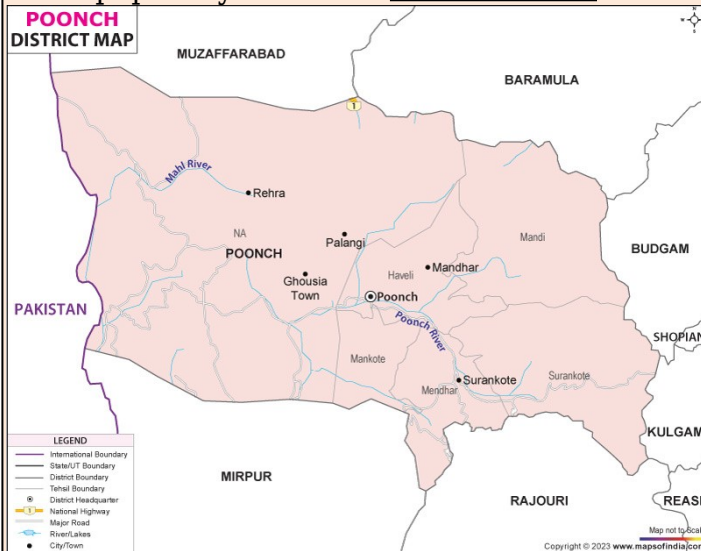 POONCH
DISTRICT MAP
MUZAFFARABAD
N
W E
S
BARAMULA
1
Mahl River
Rehra
NA
POONCH
Palangi
Mandi
Mandhar
Haveli
BUDGAM
Ghousia
Town
Poonch
PAKISTAN
Poonch River
SHOPIAN
Mankote
Surankote
Surankote
Mendhar
KULGAM
LEGEND
International Boundary
State/UT Boundary
District Boundary
Tehsil Boundary
District Headquarter
1 National Highway
Major Road
River/Lakes
City/Town
MIRPUR
RAJOURI
REASI
Map not to Scale
Copyright © 2023 www.mapsofindia.com